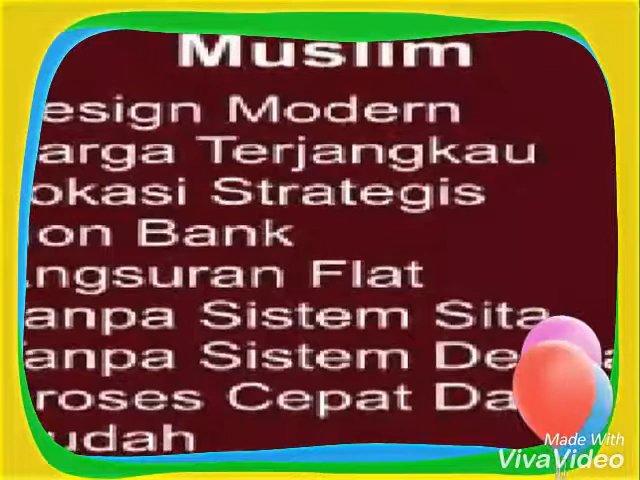 Muslim
esign Modern
arga Terjangkau
okasi Strategis
on Bank
ngsuran Flat
anpa Sistem Sita
anpa Sistem De
roses Cepat Da
udah
Made With
VivaVideo